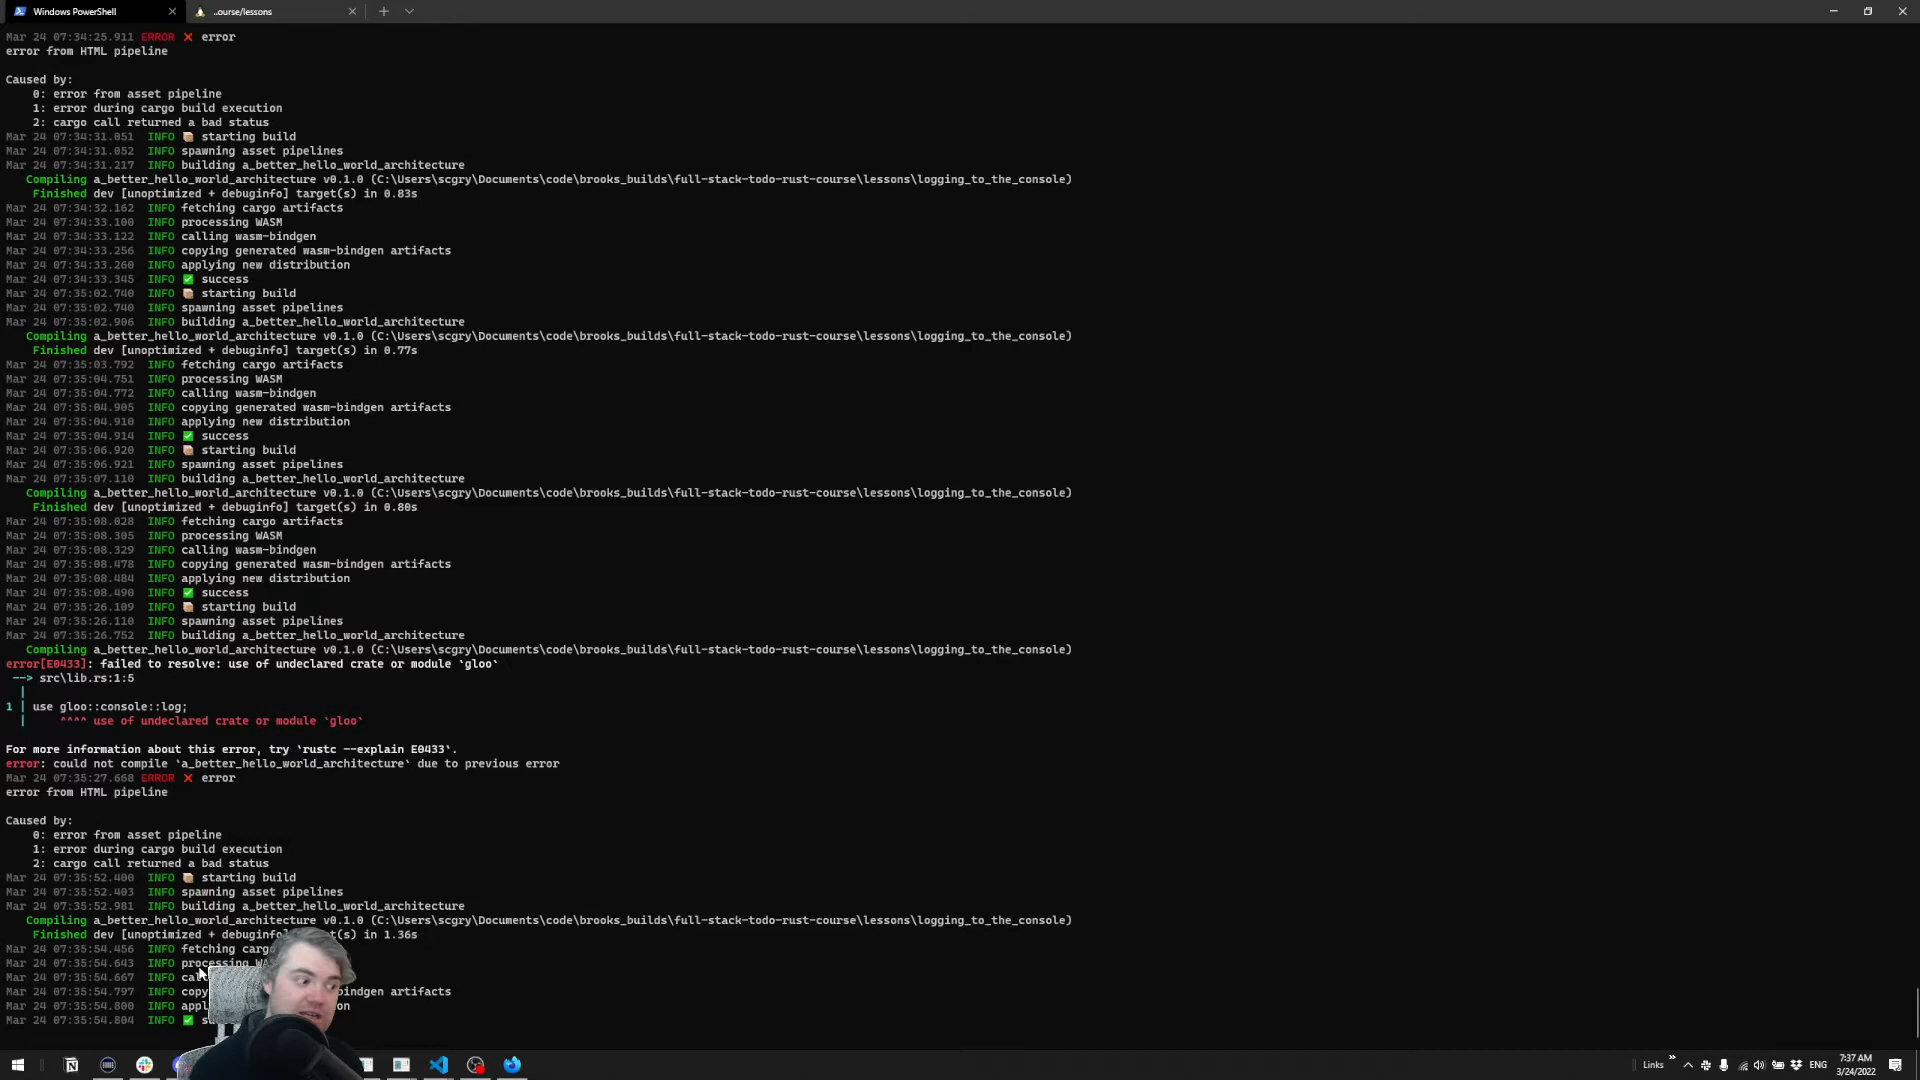 Windows PowerShell
..ourse/lessons
Mar 24 07:34:25.911 ERROR ❌ error
error from HTML pipeline
Caused by:
0: error from asset pipeline
1: error during cargo build execution
2: cargo call returned a bad status
Mar 24 07:34:31.051 INFO 📦 starting build
Mar 24 07:34:31.052 INFO spawning asset pipelines
Mar 24 07:34:31.217 INFO building a_better_hello_world_architecture
Compiling a_better_hello_world_architecture v0.1.0 (C:\Users\scgry\Documents\code\brooks_builds\full-stack-todo-rust-course\lessons\logging_to_the_console)
Finished dev [unoptimized + debuginfo] target(s) in 0.83s
Mar 24 07:34:32.162 INFO fetching cargo artifacts
Mar 24 07:34:33.100 INFO processing WASM
Mar 24 07:34:33.122 INFO calling wasm-bindgen
Mar 24 07:34:33.256 INFO copying generated wasm-bindgen artifacts
Mar 24 07:34:33.260 INFO applying new distribution
Mar 24 07:34:33.345 INFO ✅ success
Mar 24 07:35:02.740 INFO 📦 starting build
Mar 24 07:35:02.740 INFO spawning asset pipelines
Mar 24 07:35:02.906 INFO building a_better_hello_world_architecture
Compiling a_better_hello_world_architecture v0.1.0 (C:\Users\scgry\Documents\code\brooks_builds\full-stack-todo-rust-course\lessons\logging_to_the_console)
Finished dev [unoptimized + debuginfo] target(s) in 0.77s
Mar 24 07:35:03.792 INFO fetching cargo artifacts
Mar 24 07:35:04.751 INFO processing WASM
Mar 24 07:35:04.772 INFO calling wasm-bindgen
Mar 24 07:35:04.905 INFO copying generated wasm-bindgen artifacts
Mar 24 07:35:04.910 INFO applying new distribution
Mar 24 07:35:04.914 INFO ✅ success
Mar 24 07:35:06.920 INFO 📦 starting build
Mar 24 07:35:06.921 INFO spawning asset pipelines
Mar 24 07:35:07.110 INFO building a_better_hello_world_architecture
Compiling a_better_hello_world_architecture v0.1.0 (C:\Users\scgry\Documents\code\brooks_builds\full-stack-todo-rust-course\lessons\logging_to_the_console)
Finished dev [unoptimized + debuginfo] target(s) in 0.80s
Mar 24 07:35:08.028 INFO fetching cargo artifacts
Mar 24 07:35:08.305 INFO processing WASM
Mar 24 07:35:08.329 INFO calling wasm-bindgen
Mar 24 07:35:08.478 INFO copying generated wasm-bindgen artifacts
Mar 24 07:35:08.484 INFO applying new distribution
Mar 24 07:35:08.490 INFO ✅ success
Mar 24 07:35:26.109 INFO 📦 starting build
Mar 24 07:35:26.110 INFO spawning asset pipelines
Mar 24 07:35:26.752 INFO building a_better_hello_world_architecture
Compiling a_better_hello_world_architecture v0.1.0 (C:\Users\scgry\Documents\code\brooks_builds\full-stack-todo-rust-course\lessons\logging_to_the_console)
error[E0433]: failed to resolve: use of undeclared crate or module `gloo`
--> src\lib.rs:1:5
|
1 | use gloo::console::log;
| ^^^^ use of undeclared crate or module `gloo`
For more information about this error, try `rustc --explain E0433`.
error: could not compile `a_better_hello_world_architecture` due to previous error
Mar 24 07:35:27.668 ERROR ❌ error
error from HTML pipeline
Caused by:
0: error from asset pipeline
1: error during cargo build execution
2: cargo call returned a bad status
Mar 24 07:35:52.400 INFO 📦 starting build
Mar 24 07:35:52.403 INFO spawning asset pipelines
Mar 24 07:35:52.981 INFO building a_better_hello_world_architecture
Compiling a_better_hello_world_architecture v0.1.0 (C:\Users\scgry\Documents\code\brooks_builds\full-stack-todo-rust-course\lessons\logging_to_the_console)
Finished dev [unoptimized + debuginfo] t(s) in 1.36s
Mar 24 07:35:54.456 INFO fetching carg
Mar 24 07:35:54.643 INFO processing WA
Mar 24 07:35:54.667 INFO cal
Mar 24 07:35:54.797 INFO copy bindgen artifacts
Mar 24 07:35:54.800 INFO appl on
Mar 24 07:35:54.804 INFO ✅ s
Links
ENG
7:37 AM
3/24/2022